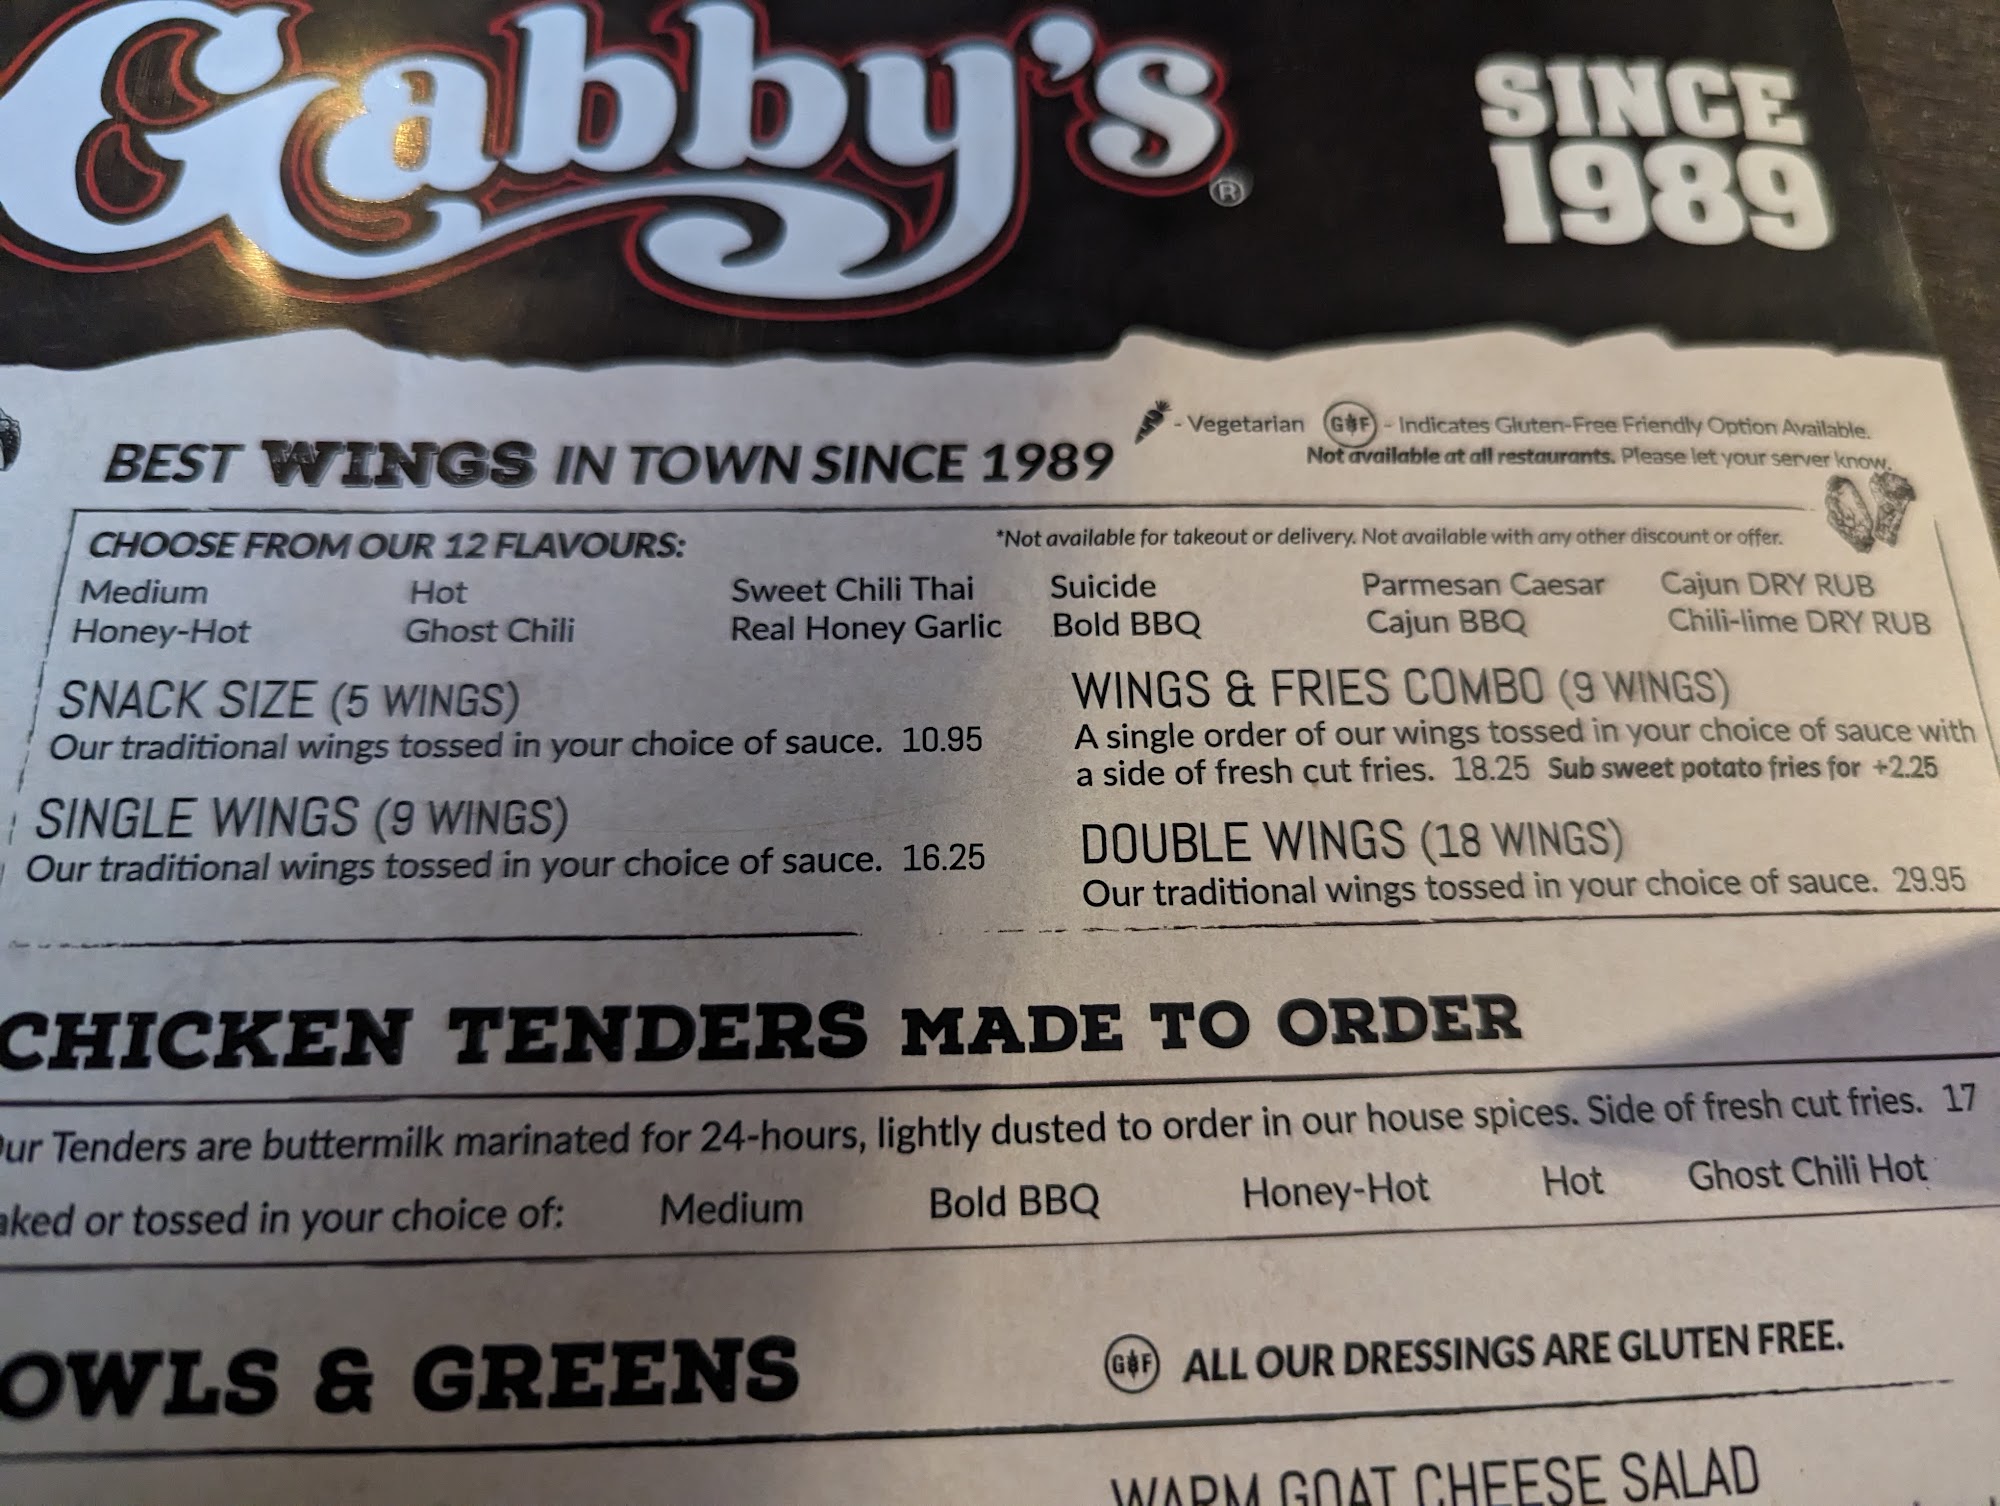 Gabby's®
SINCE
1989
- Vegetarian GF - Indicates Gluten-Free Friendly Option Available.
Not available at all restaurants. Please let your server know.
BEST WINGS IN TOWN SINCE 1989
CHOOSE FROM OUR 12 FLAVOURS: *Not available for takeout or delivery. Not available with any other discount or offer.
Medium Hot Sweet Chili Thai Suicide Parmesan Caesar Cajun DRY RUB
Honey-Hot Ghost Chili Real Honey Garlic Bold BBQ Cajun BBQ Chili-lime DRY RUB
SNACK SIZE (5 WINGS)
Our traditional wings tossed in your choice of sauce. 10.95
SINGLE WINGS (9 WINGS)
Our traditional wings tossed in your choice of sauce. 16.25
WINGS & FRIES COMBO (9 WINGS)
A single order of our wings tossed in your choice of sauce with
a side of fresh cut fries. 18.25 Sub sweet potato fries for +2.25
DOUBLE WINGS (18 WINGS)
Our traditional wings tossed in your choice of sauce. 29.95
CHICKEN TENDERS MADE TO ORDER
Our Tenders are buttermilk marinated for 24-hours, lightly dusted to order in our house spices. Side of fresh cut fries. 17
aked or tossed in your choice of: Medium Bold BBQ Honey-Hot Hot Ghost Chili Hot
OWLS & GREENS
GF ALL OUR DRESSINGS ARE GLUTEN FREE.
WARM GOAT CHEESE SALAD